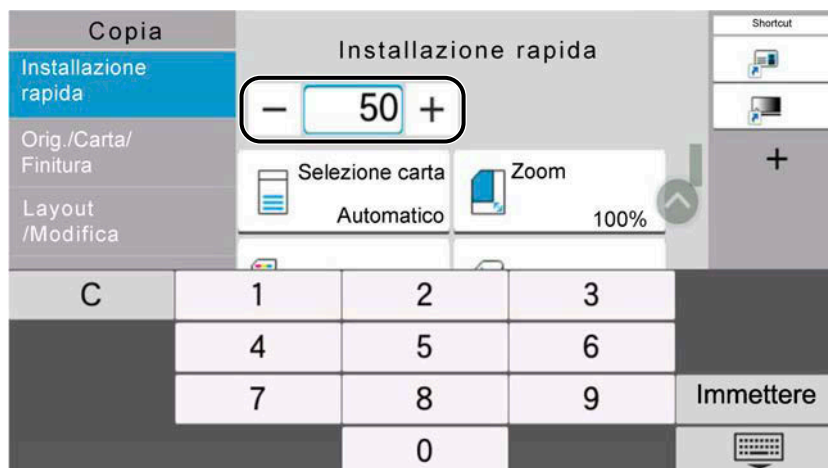 Copia
Installazione
rapida
Orig./Carta/
Finitura
Layout
/Modifica
Installazione rapida
− 50 +
Selezione carta
Automatico
Zoom
100%
Shortcut
+
C 1 2 3
4 5 6
7 8 9 Immettere
0